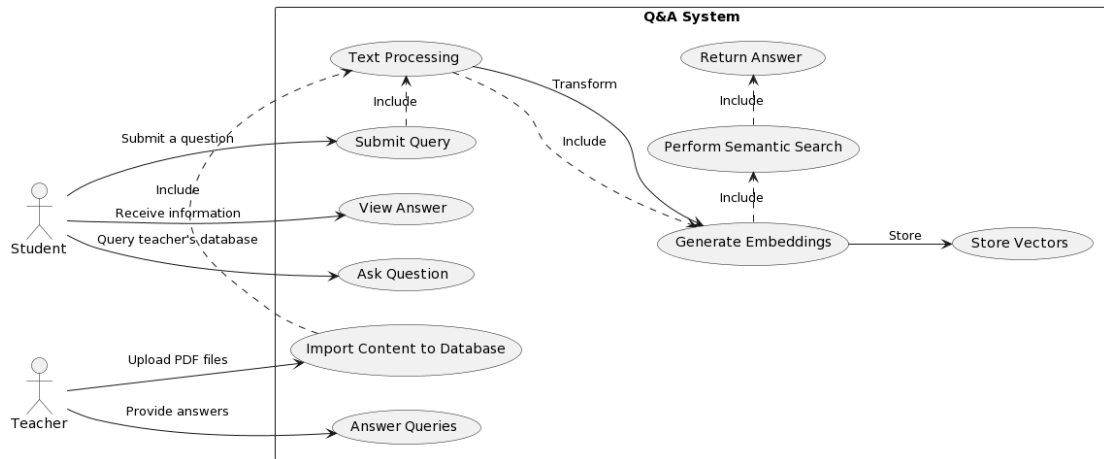 Q&A System
Text Processing
Return Answer
Transform
Include
Include
Submit a question
Include
Submit Query
Perform Semantic Search
Include
Include
Receive information
View Answer
Student
Query teacher's database
Generate Embeddings
Store
Store Vectors
Ask Question
Import Content to Database
Upload PDF files
Teacher
Provide answers
Answer Queries